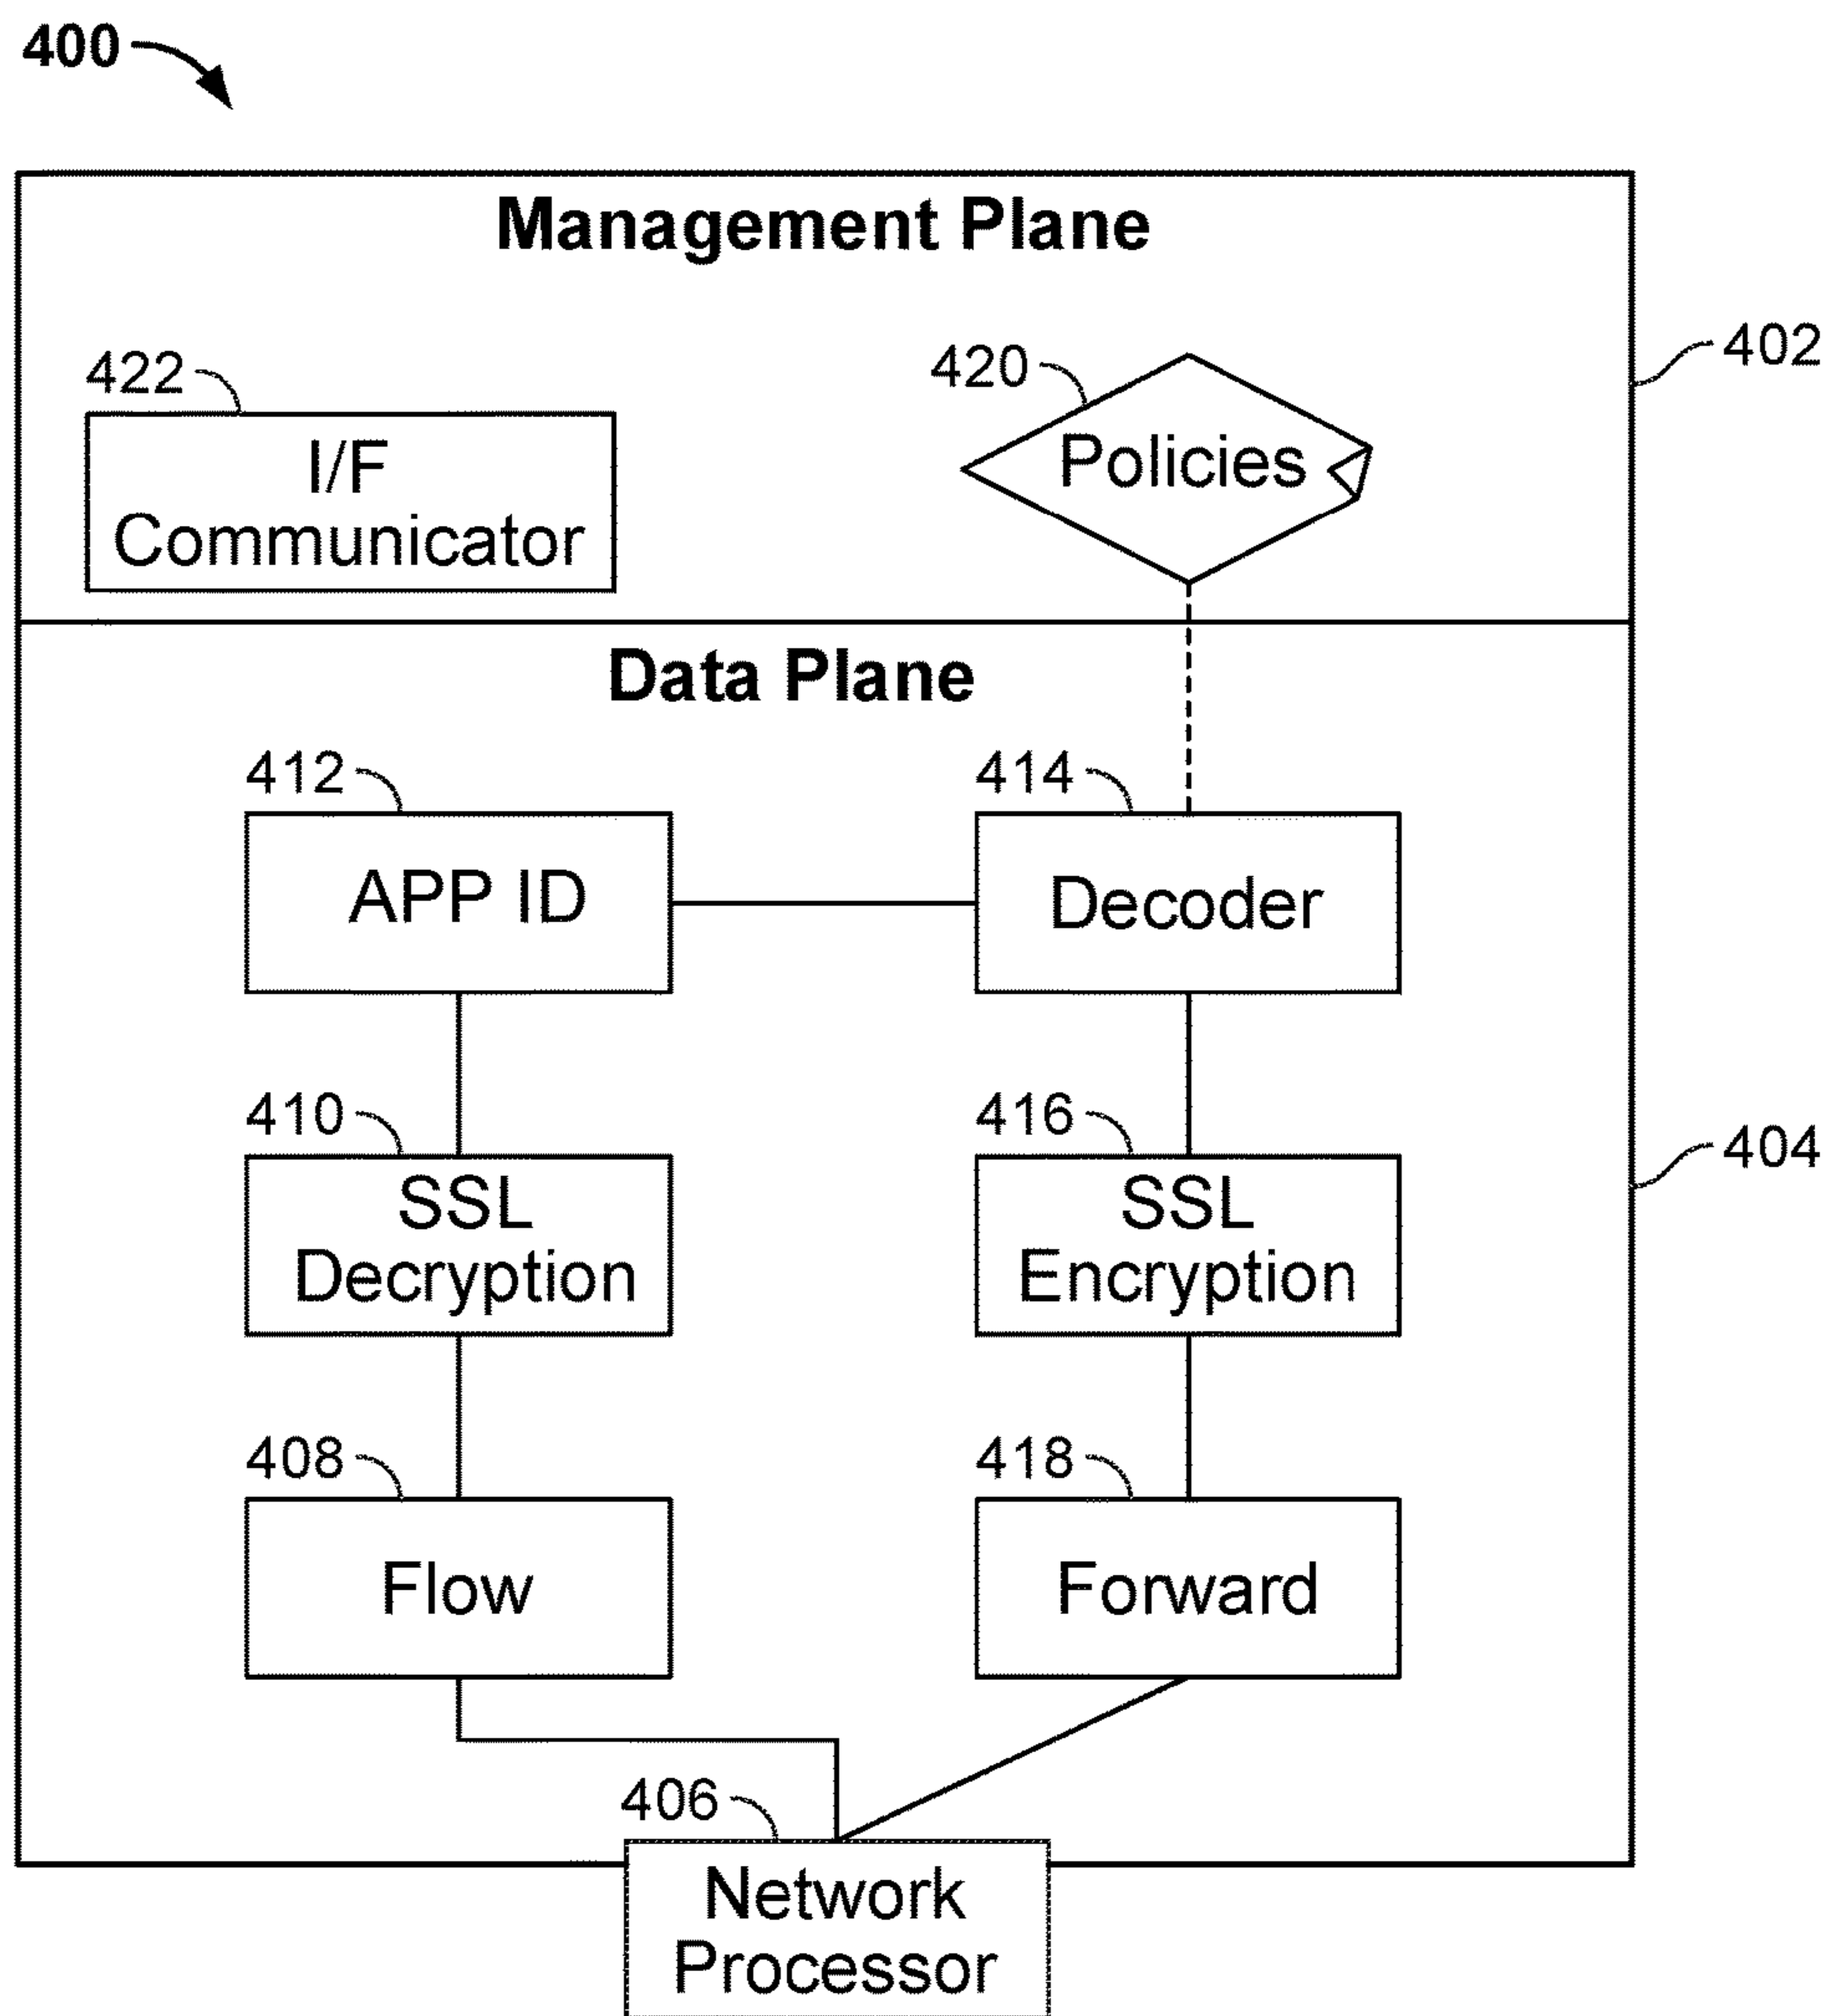 400
Management Plane
402
422
420
I/F
Communicator
Policies
Data Plane
412
414
APP ID
Decoder
410
416
404
SSL
Decryption
SSL
Encryption
408
418
Flow
Forward
406
Network
Processor